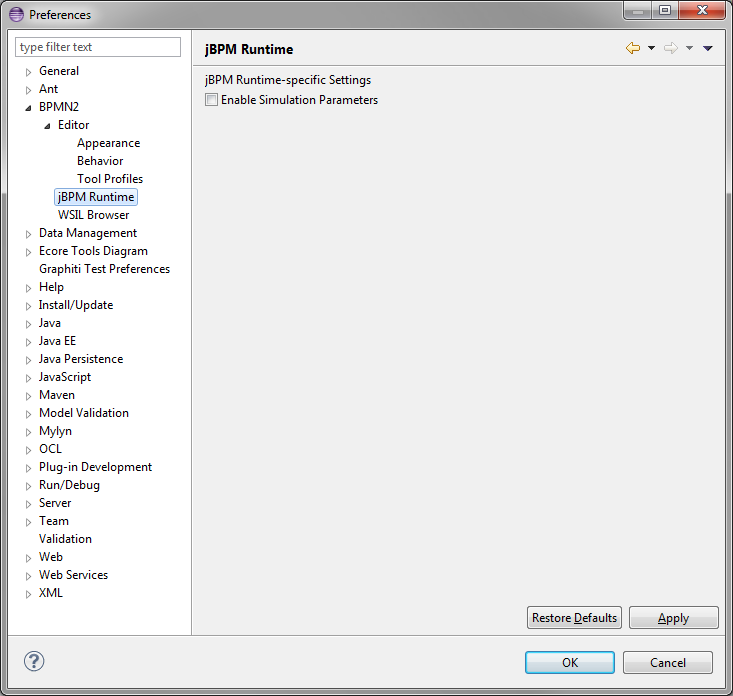 Preferences
type filter text
General
Ant
BPMN2
Editor
Appearance
Behavior
Tool Profiles
jBPM Runtime
WSIL Browser
Data Management
Ecore Tools Diagram
Graphiti Test Preferences
Help
Install/Update
Java
Java EE
Java Persistence
JavaScript
Maven
Model Validation
Mylyn
OCL
Plug-in Development
Run/Debug
Server
Team
Validation
Web
Web Services
XML
jBPM Runtime
jBPM Runtime-specific Settings
Enable Simulation Parameters
Restore Defaults
Apply
?
OK
Cancel